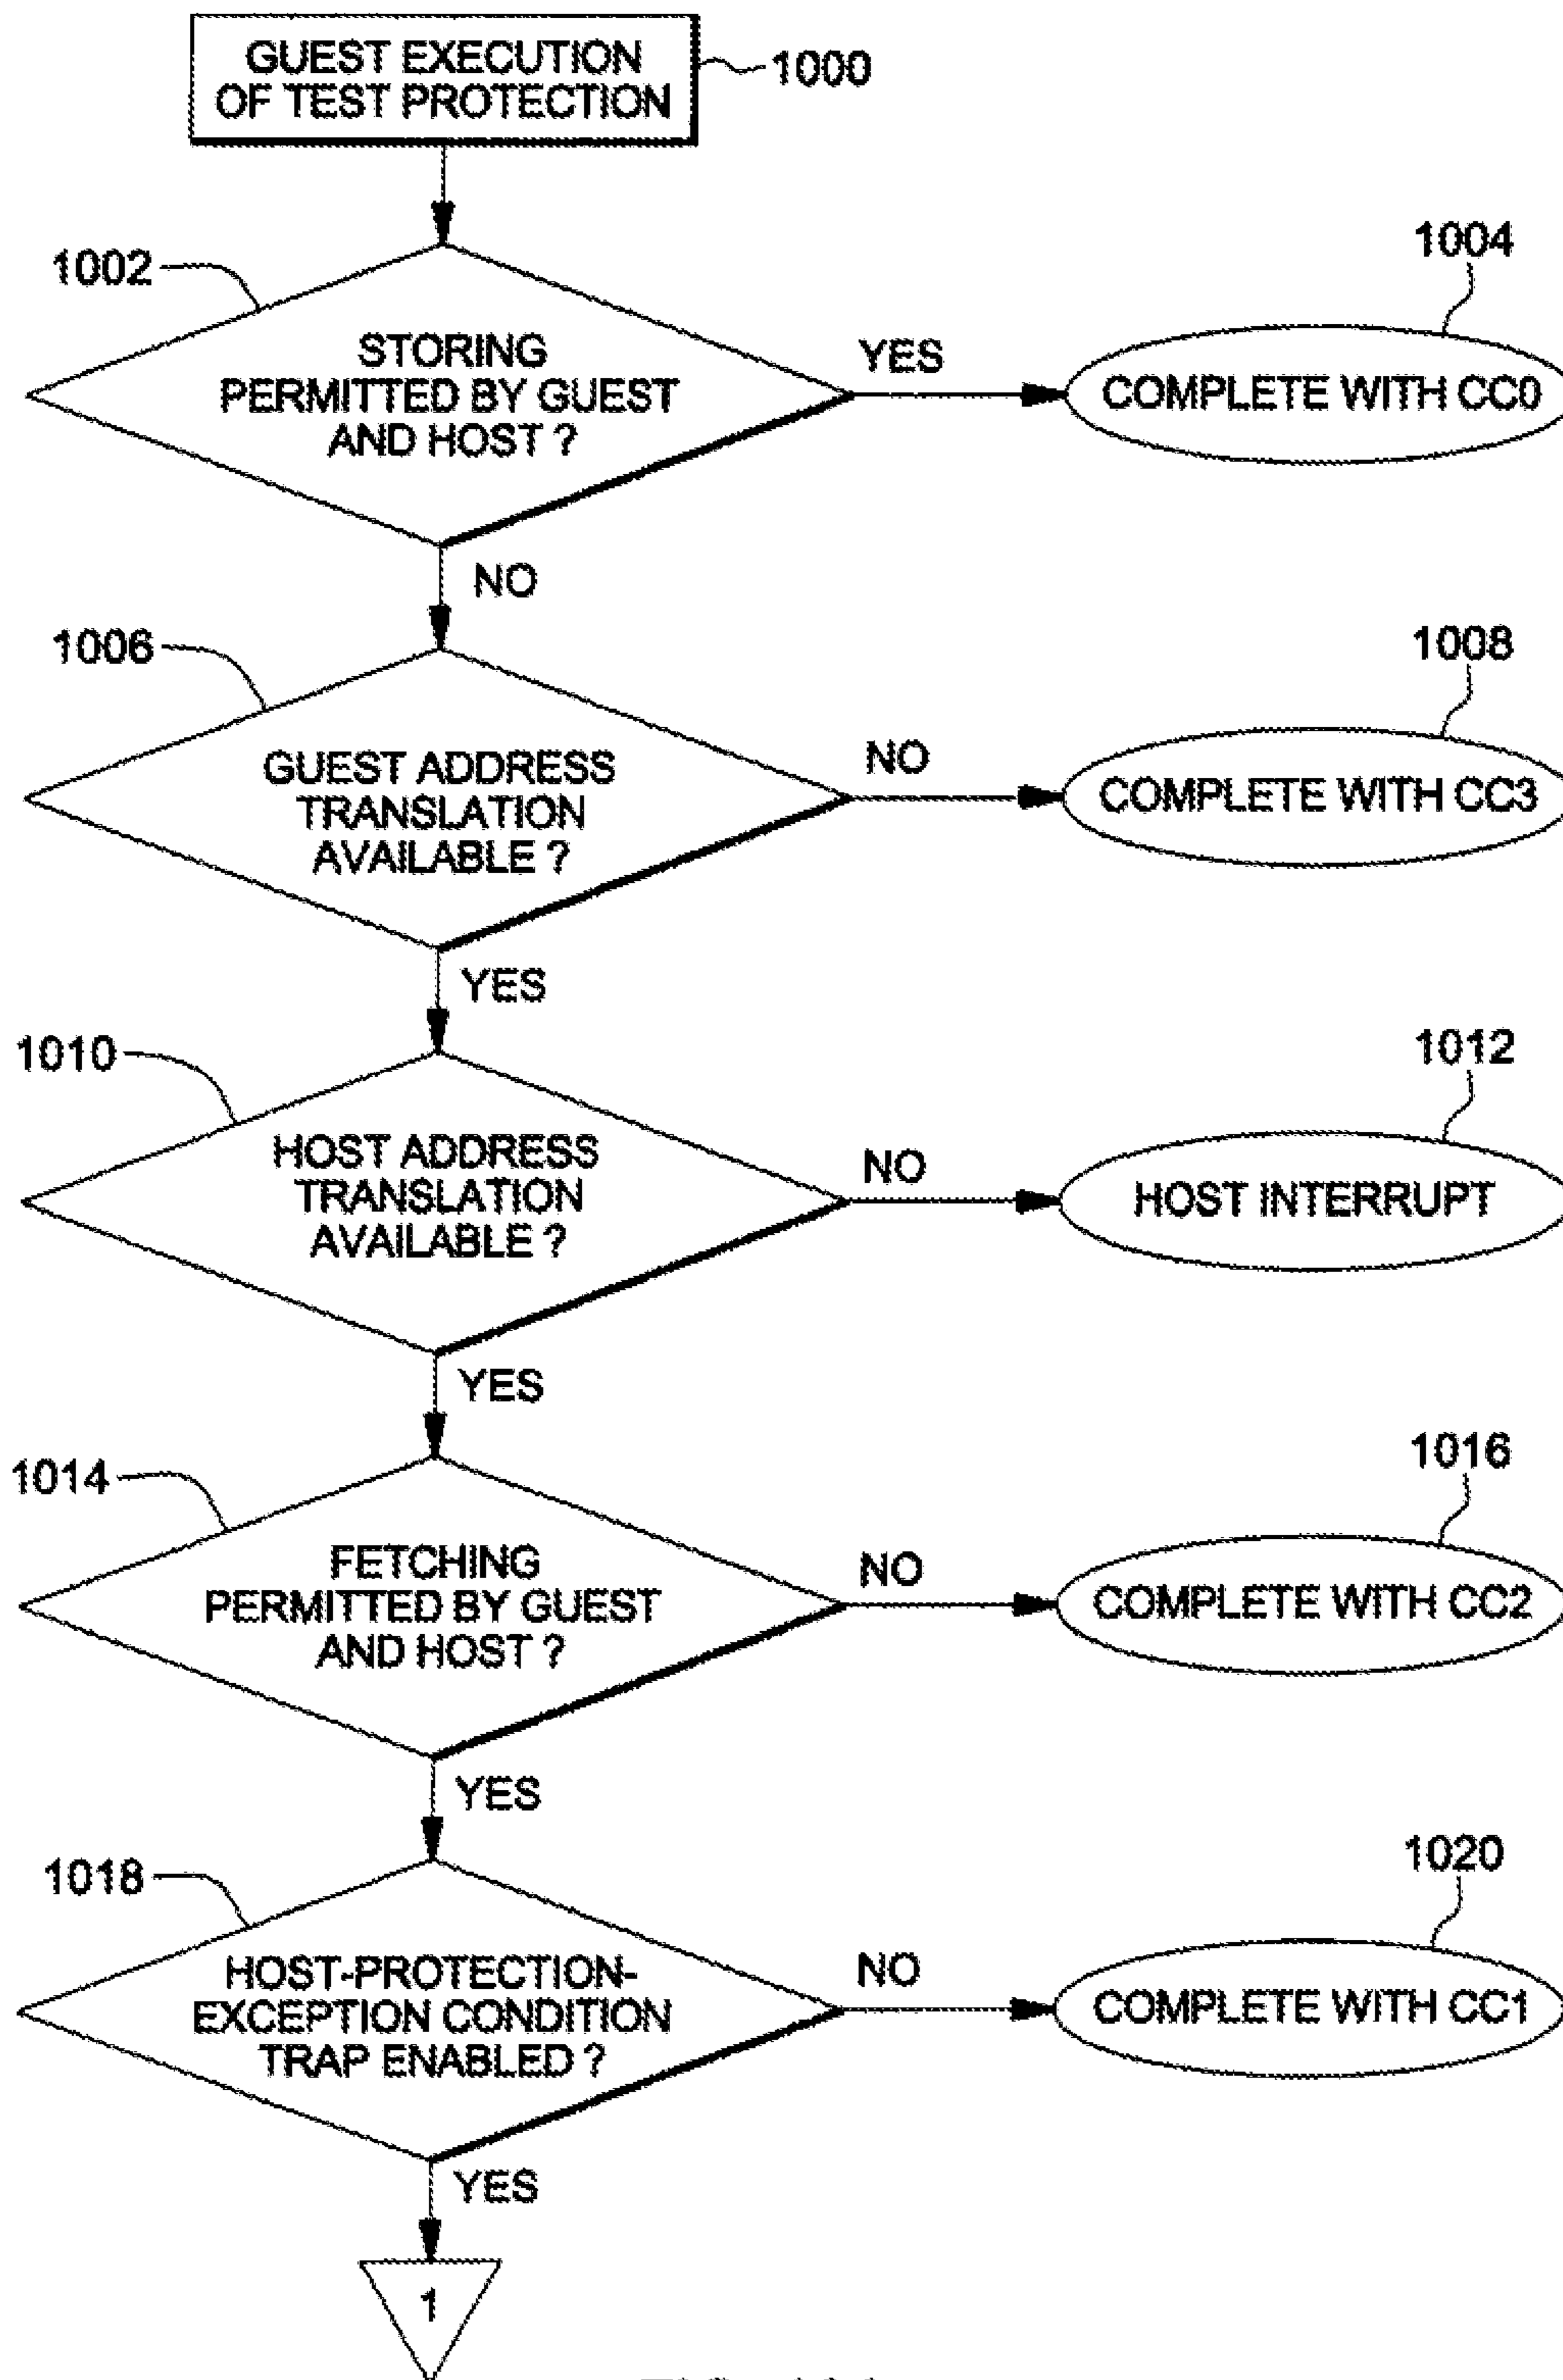 GUEST EXECUTION
OF TEST PROTECTION
1000
1002
STORING
PERMITTED BY GUEST
AND HOST ?
YES
1004
COMPLETE WITH CC0
NO
1006
GUEST ADDRESS
TRANSLATION
AVAILABLE ?
NO
1008
COMPLETE WITH CC3
YES
1010
HOST ADDRESS
TRANSLATION
AVAILABLE ?
NO
1012
HOST INTERRUPT
YES
1014
FETCHING
PERMITTED BY GUEST
AND HOST ?
NO
1016
COMPLETE WITH CC2
YES
1018
HOST-PROTECTION-
EXCEPTION CONDITION
TRAP ENABLED ?
NO
1020
COMPLETE WITH CC1
YES
1